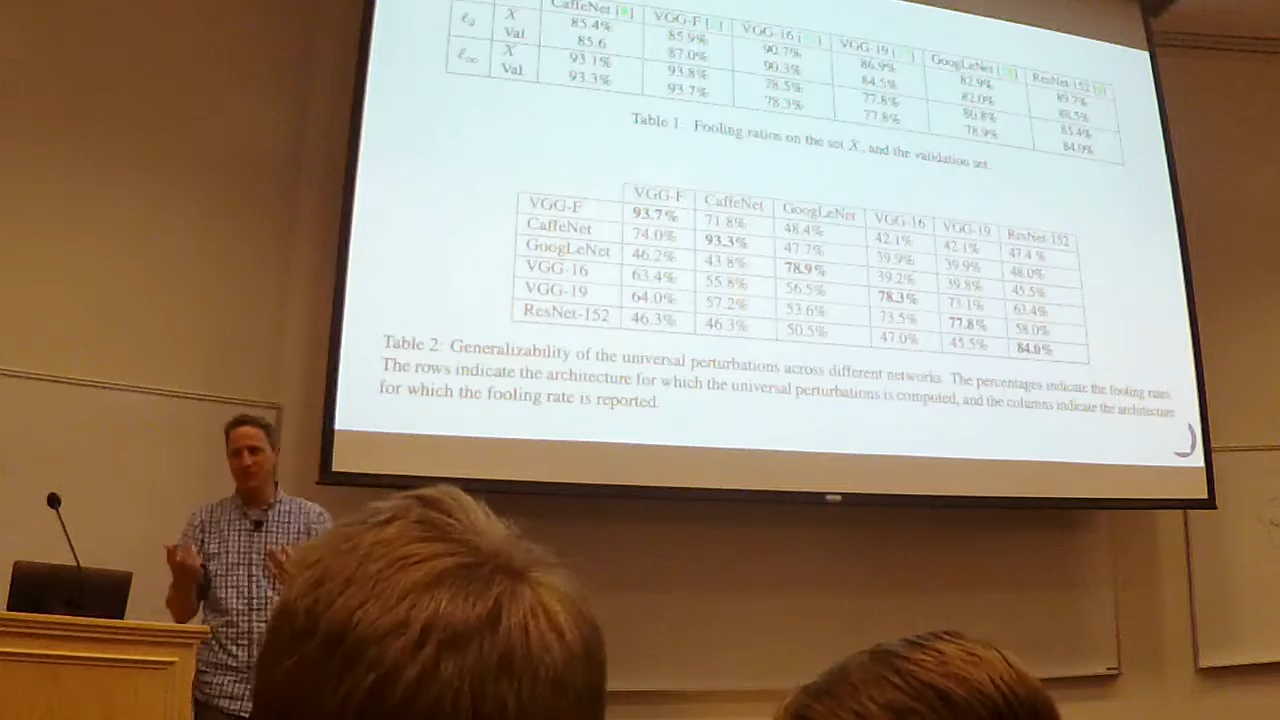 CaffeNet VGG-F VGG-16 VGG-19 GoogLeNet ResNet-152
ℓ2 X 85.4% 85.9% 90.7% 86.9% 82.9% 89.7%
Val. 85.6 87.0% 90.3% 84.5% 82.0% 88.5%
ℓ∞ X 93.1% 93.8% 78.5% 77.8% 80.8% 85.4%
Val. 93.3% 93.7% 78.3% 77.8% 78.9% 84.0%
Table 1: Fooling ratios on the set X, and the validation set.
VGG-F CaffeNet GoogLeNet VGG-16 VGG-19 ResNet-152
VGG-F 93.7% 71.8% 48.4% 42.1% 42.1% 47.4%
CaffeNet 74.0% 93.3% 47.7% 39.9% 39.9% 48.0%
GoogLeNet 46.2% 43.8% 78.9% 39.2% 39.8% 45.5%
VGG-16 63.4% 55.8% 56.5% 78.3% 73.1% 63.4%
VGG-19 64.0% 57.2% 53.6% 73.5% 77.8% 58.0%
ResNet-152 46.3% 46.3% 50.5% 47.0% 45.5% 84.0%
Table 2: Generalizability of the universal perturbations across different networks. The percentages indicate the fooling rates.
The rows indicate the architecture for which the universal perturbations is computed, and the columns indicate the architecture
for which the fooling rate is reported.